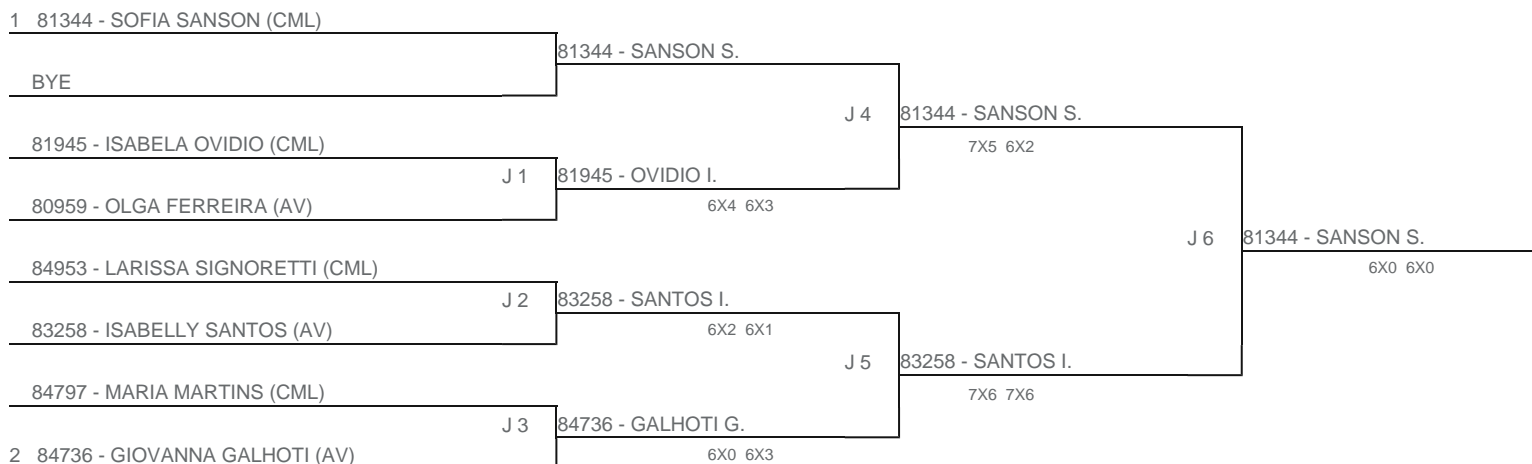 1 81344 - SOFIA SANSON (CML)
81344 - SANSON S.
BYE
J 4 81344 - SANSON S.
7X5 6X2
81945 - ISABELA OVIDIO (CML)
J 1 81945 - OVIDIO I.
6X4 6X3
80959 - OLGA FERREIRA (AV)
J 6 81344 - SANSON S.
6X0 6X0
84953 - LARISSA SIGNORETTI (CML)
J 2 83258 - SANTOS I.
6X2 6X1
83258 - ISABELLY SANTOS (AV)
J 5 83258 - SANTOS I.
7X6 7X6
84797 - MARIA MARTINS (CML)
J 3 84736 - GALHOTI G.
6X0 6X3
2 84736 - GIOVANNA GALHOTI (AV)